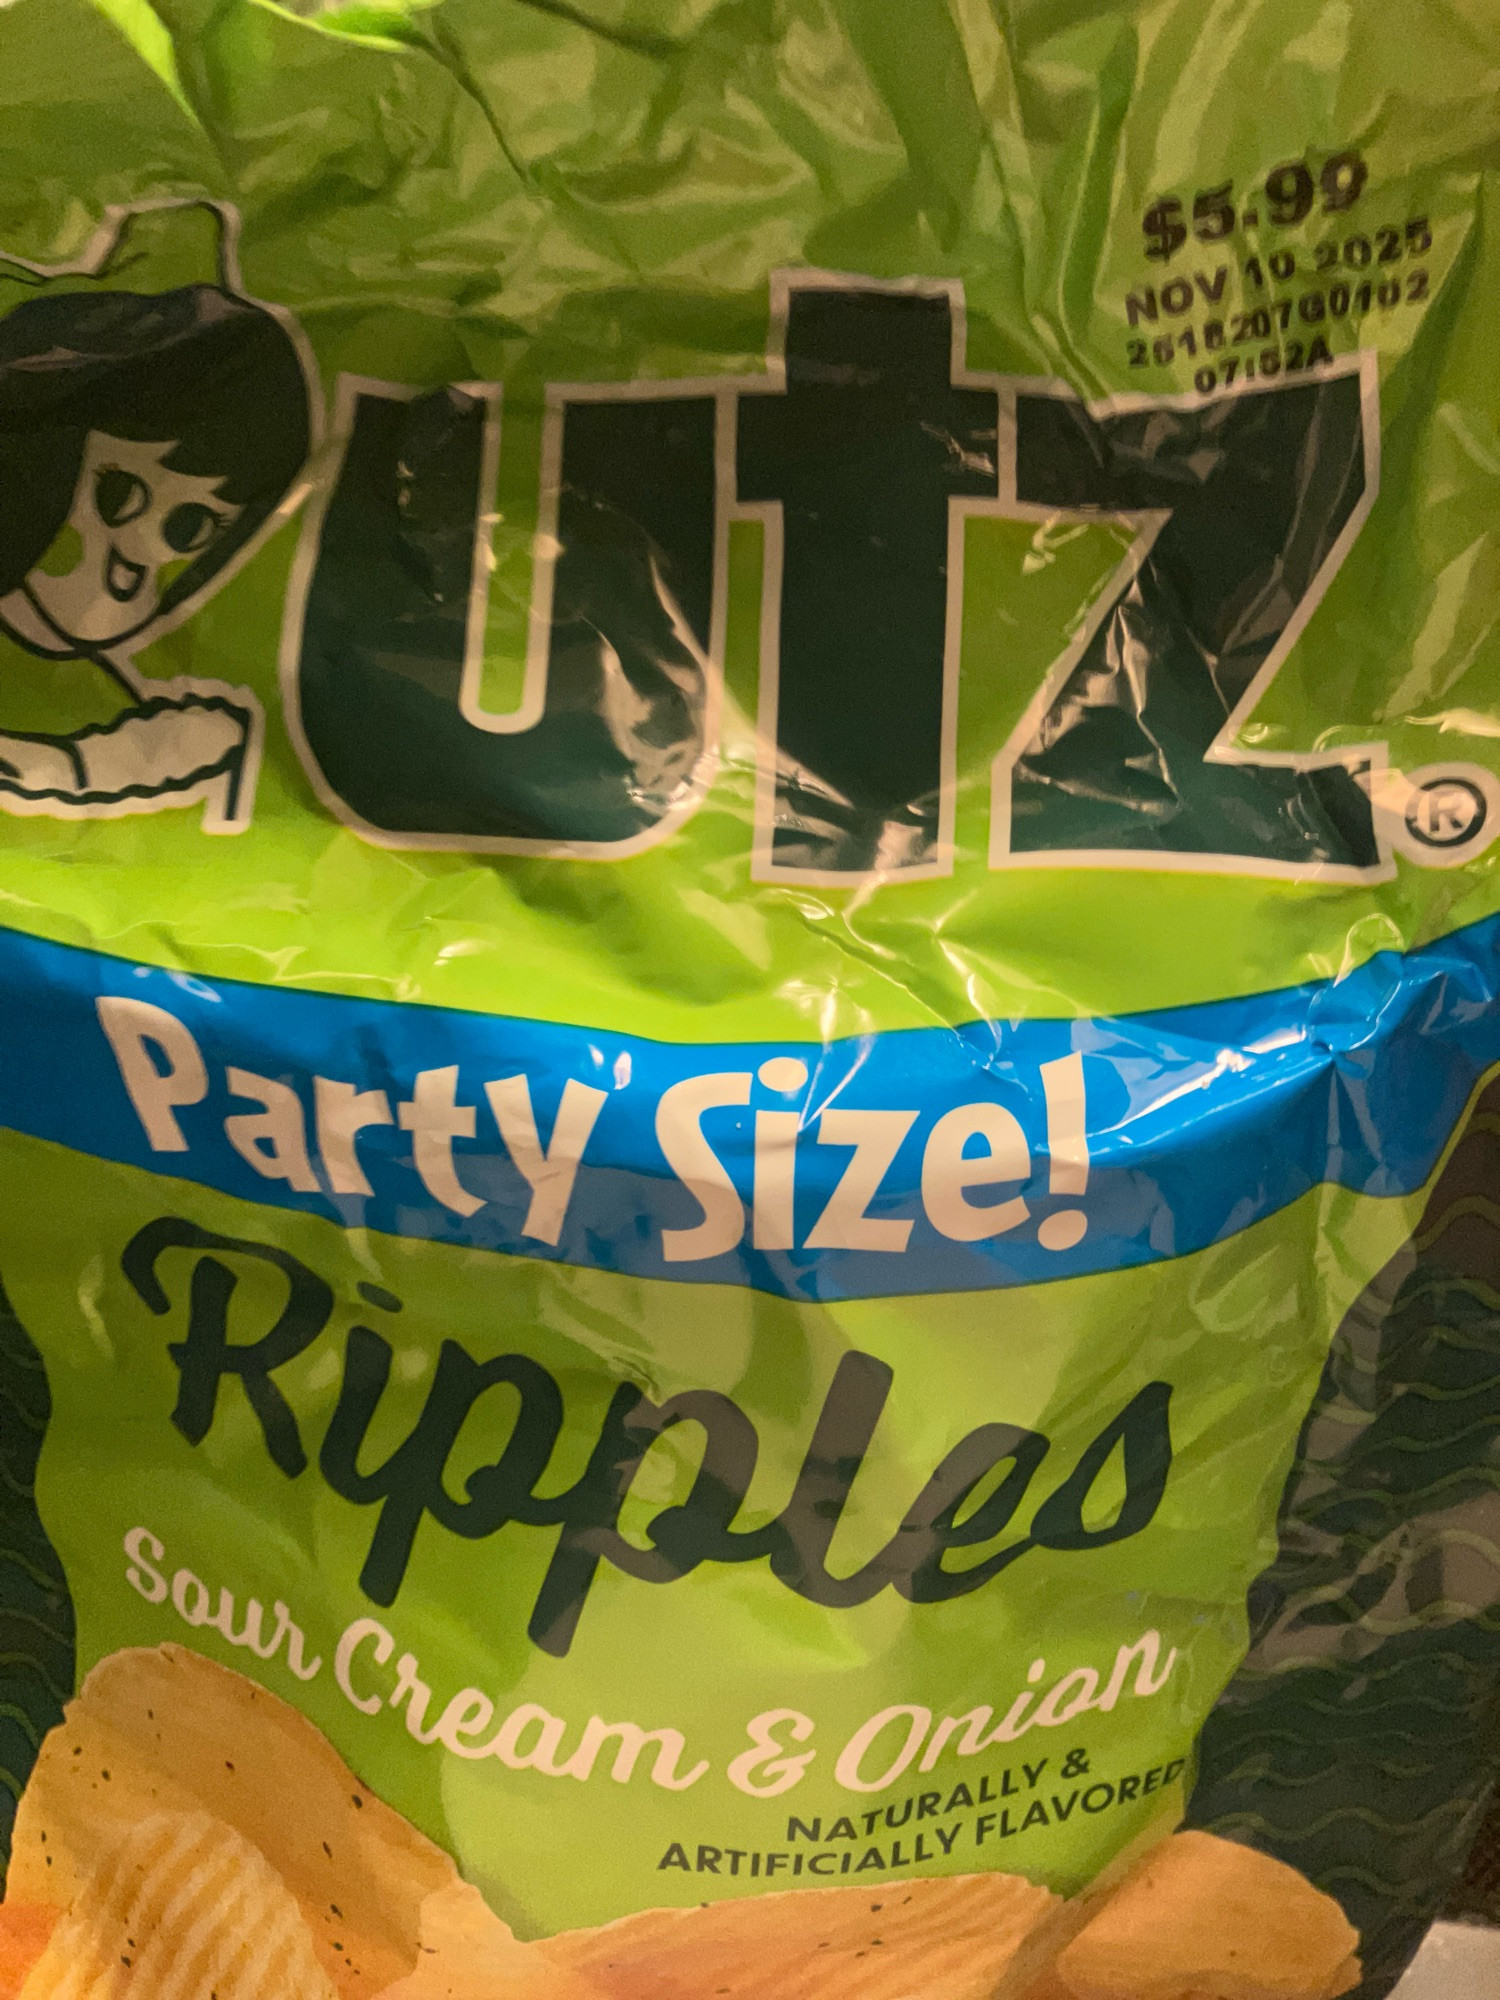 $5.99
NOV 10 2025
07:52A
utz®
Party Size!
Ripples
Sour Cream & Onion
NATURALLY &
ARTIFICIALLY FLAVORED